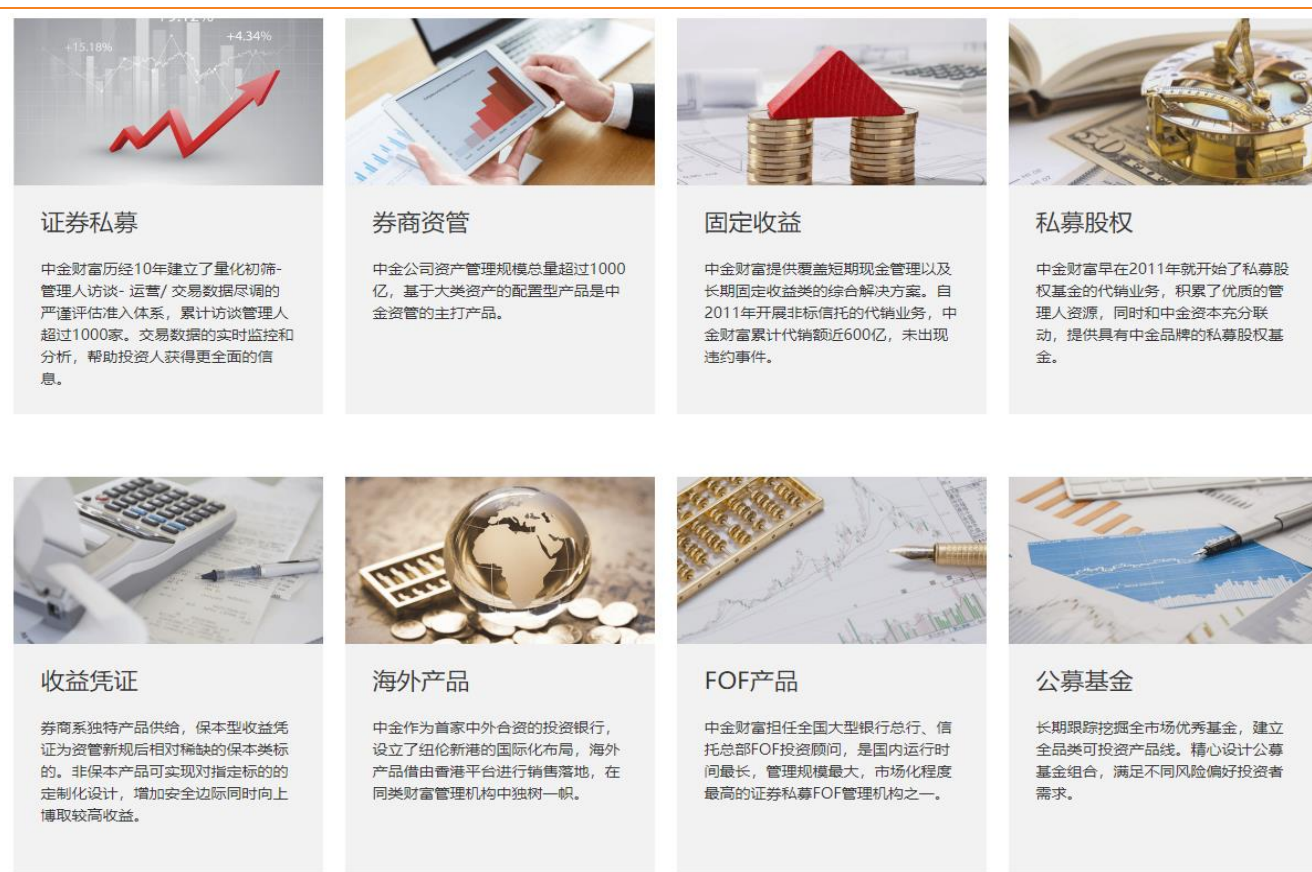 +15.18%
+4.34%
证券私募
中金财富历经10年建立了量化初筛-
管理人访谈- 运营/ 交易数据尽调的
严谨评估准入体系，累计访谈管理人
超过1000家。交易数据的实时监控和
分析，帮助投资人获得更全面的信
息。
券商资管
中金公司资产管理规模总量超过1000
亿，基于大类资产的配置型产品是中
金资管的主打产品。
固定收益
中金财富提供覆盖短期现金管理以及
长期固定收益类的综合解决方案。自
2011年开展非标信托的代销业务，中
金财富累计代销额近600亿，未出现
违约事件。
私募股权
中金财富早在2011年就开始了私募股
权基金的代销业务，积累了优质的管
理人资源，同时和中金资本充分联
动，提供具有中金品牌的私募股权基
金。
收益凭证
券商系独特产品供给，保本型收益凭
证为资管新规后相对稀缺的保本类标
的。非保本产品可实现对指定标的的
定制化设计，增加安全边际同时向上
博取较高收益。
海外产品
中金作为首家中外合资的投资银行，
设立了纽伦新港的国际化布局，海外
产品借由香港平台进行销售落地，在
同类财富管理机构中独树一帜。
FOF产品
中金财富担任全国大型银行总行、信
托总部FOF投资顾问，是国内运行时
间最长，管理规模最大，市场化程度
最高的证券私募FOF管理机构之一。
公募基金
长期跟踪挖掘全市场优秀基金，建立
全品类可投资产品线。精心设计公募
基金组合，满足不同风险偏好投资者
需求。